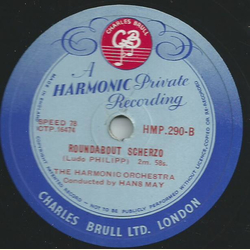 CHARLES BRULL
CB
A
HARMONIC Private
Recording
SPEED 78
HMP.290-B
ROUNDABOUT SCHERZO
(Ludo PHILIPP) 2m. 58s.
THE HARMONIC ORCHESTRA
Conducted by HANS MAY
CHARLES BRULL LTD. LONDON